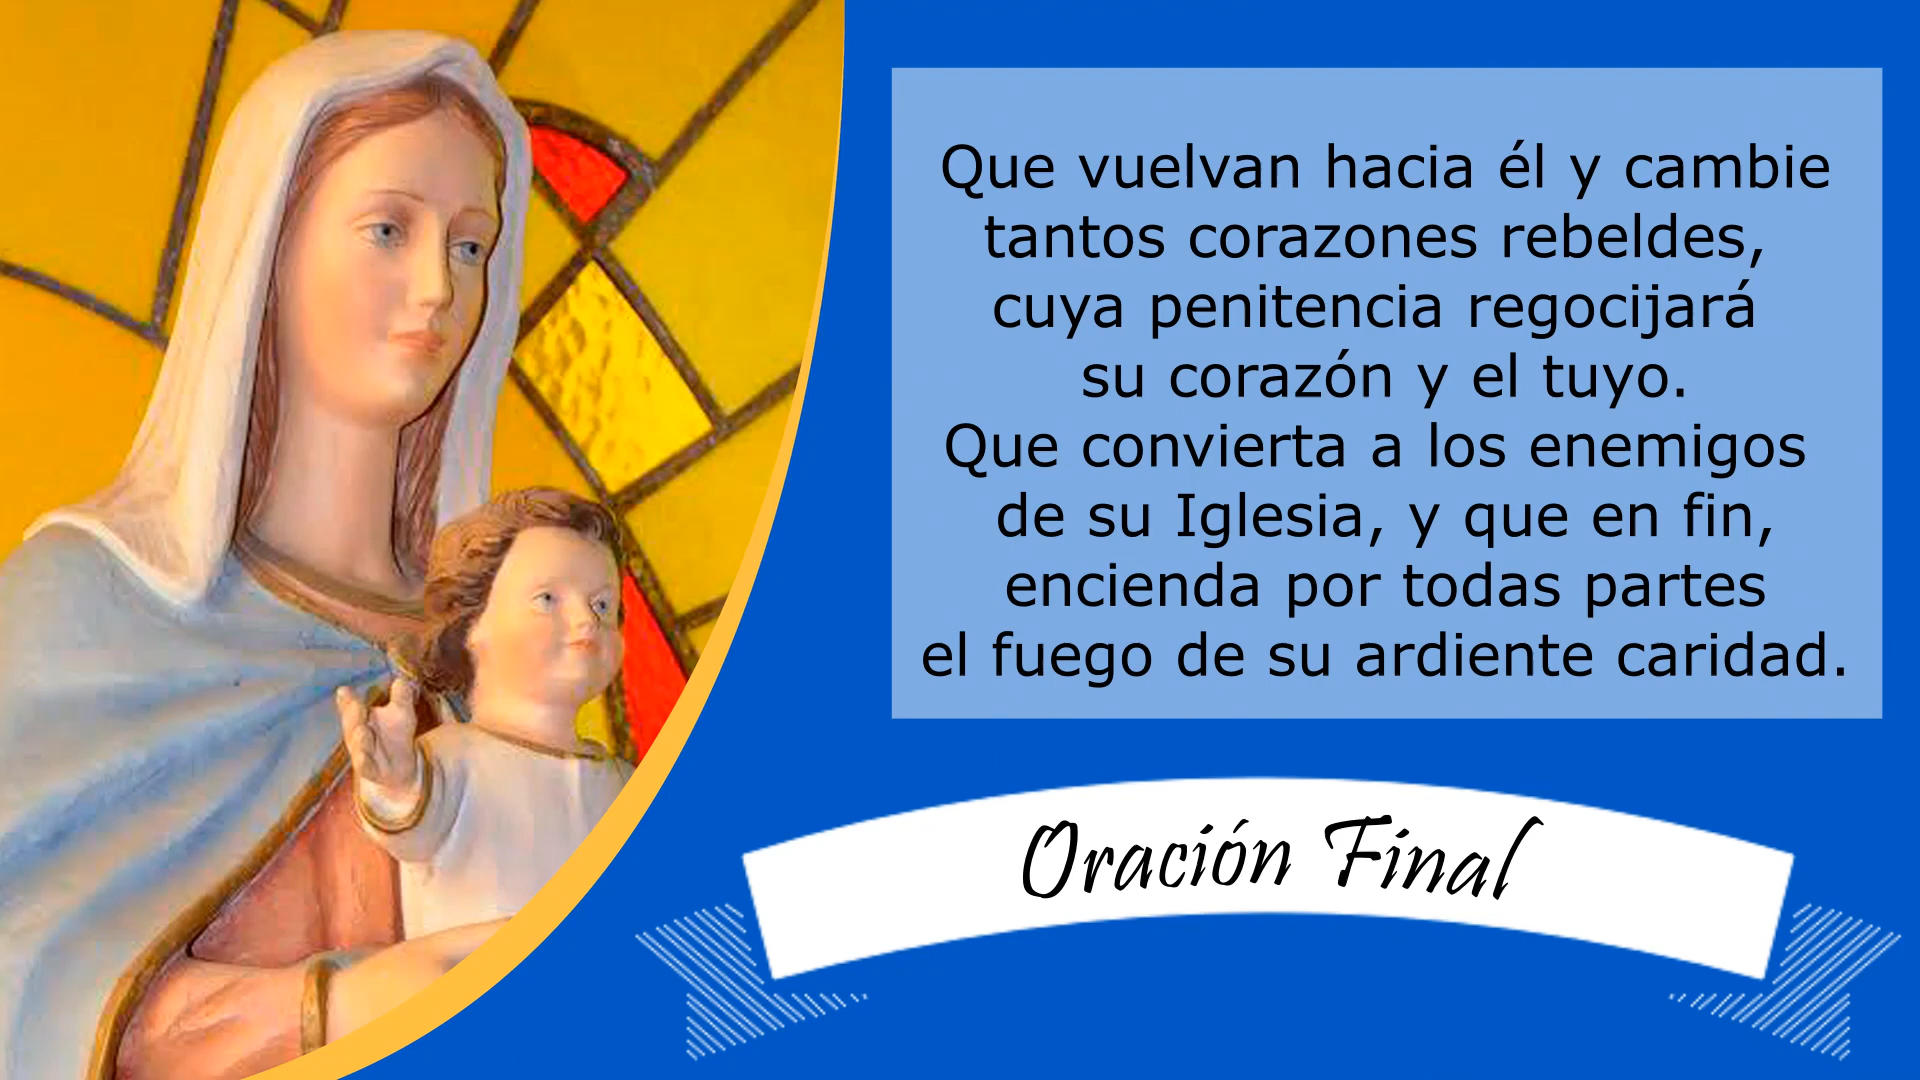 Que vuelvan hacia él y cambie
tantos corazones rebeldes,
cuya penitencia regocijará
su corazón y el tuyo.
Que convierta a los enemigos
de su Iglesia, y que en fin,
encienda por todas partes
el fuego de su ardiente caridad.
Oración Final